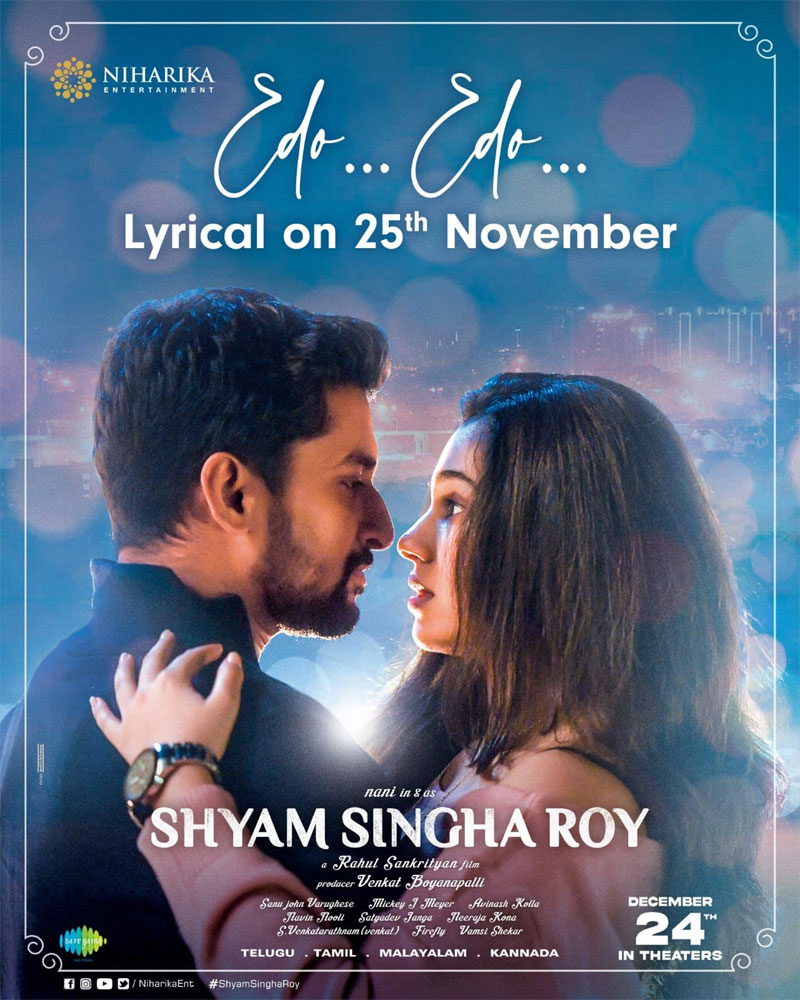 NIHARIKA
ENTERTAINMENT
Edo... Edo...
Lyrical on 25th November
nani in & as
SHYAM SINGHA ROY
a Rahul Sankrityan film
producer Venkat Boyanapalli
Sanu john Varughese Mickey J Meyer Avinash Kolla
Navin Nooli Satyadev Janga Neeraja Kona
S.Venkatarathnam (venkat) Firefly Vamsi Shekar
TELUGU . TAMIL . MALAYALAM . KANNADA
DECEMBER
24TH
IN THEATERS
SAREGAMA
/ NiharikaEnt #ShyamSinghaRoy